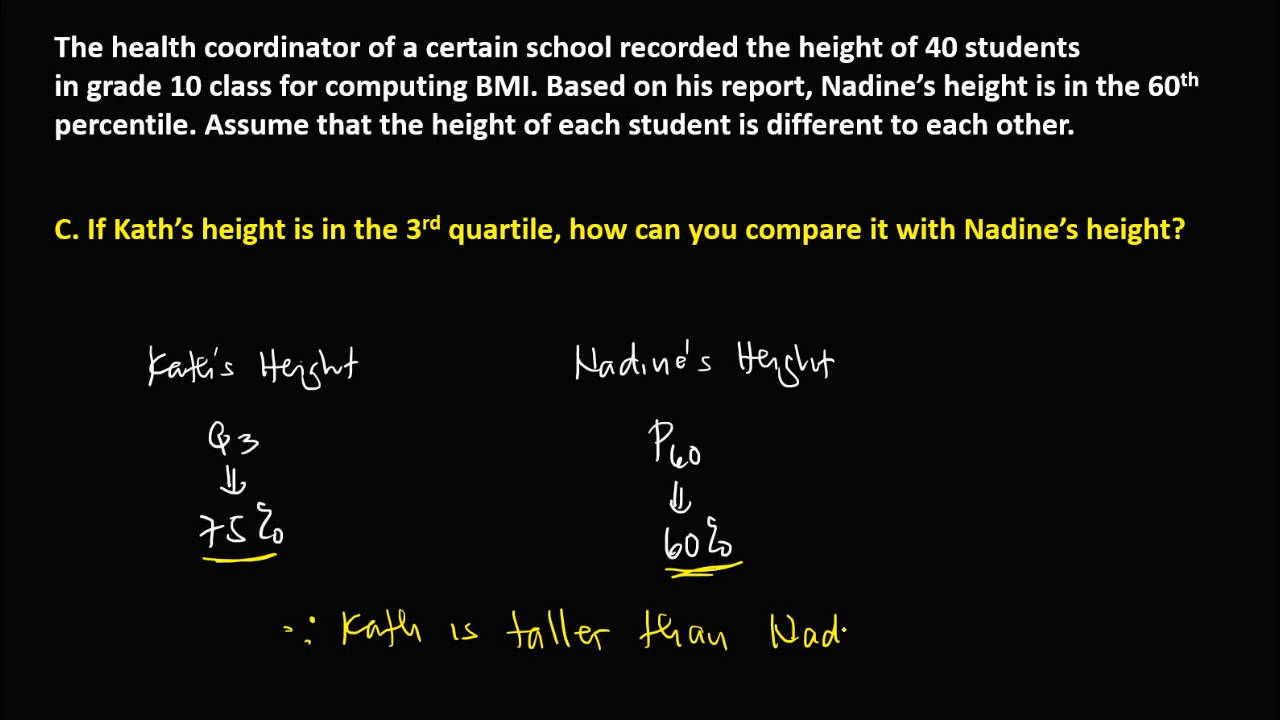 The health coordinator of a certain school recorded the height of 40 students
in grade 10 class for computing BMI. Based on his report, Nadine’s height is in the 60th
percentile. Assume that the height of each student is different to each other.
C. If Kath’s height is in the 3rd quartile, how can you compare it with Nadine’s height?
Kath's Height Nadine's Height
Q3 P60
⇓ ⇓
75% 60%
∴ Kath is taller than Nad